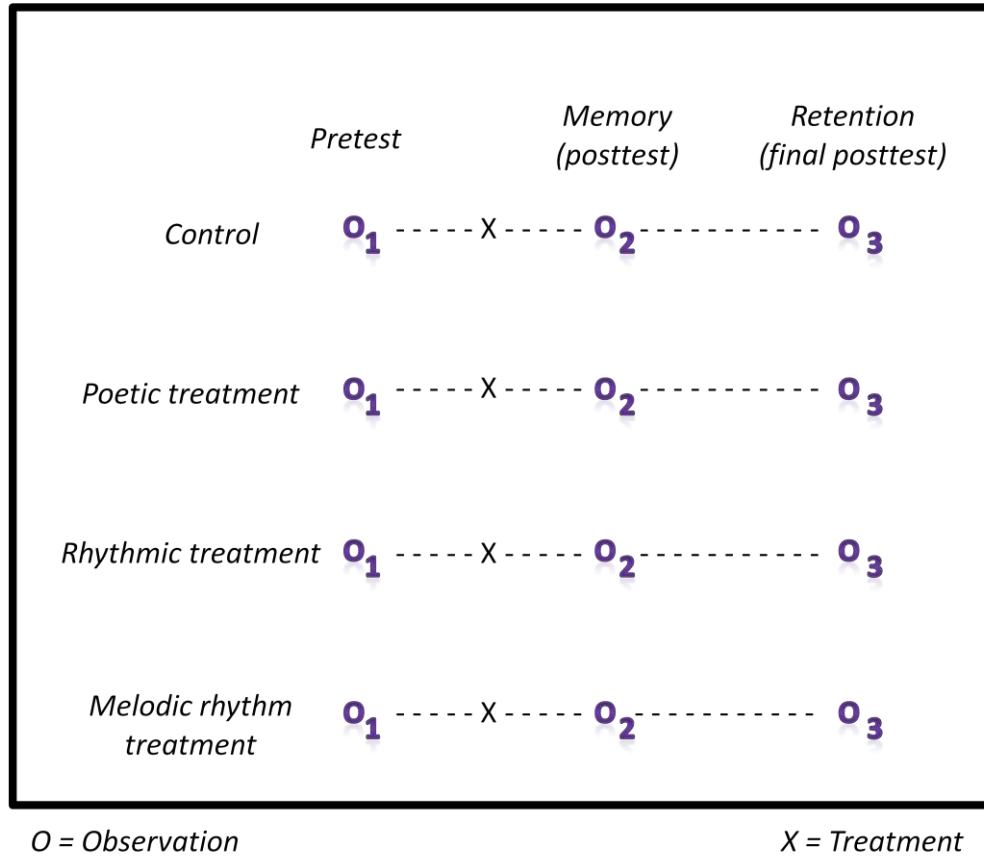 Pretest
Memory
(posttest)
Retention
(final posttest)
Control O1 - - - - - X - - - - - O2 - - - - - - - - - - - O3
Poetic treatment O1 - - - - - X - - - - - O2 - - - - - - - - - - - O3
Rhythmic treatment O1 - - - - - X - - - - - O2 - - - - - - - - - - - O3
Melodic rhythm
treatment O1 - - - - - X - - - - - O2 - - - - - - - - - - - O3
O = Observation
X = Treatment